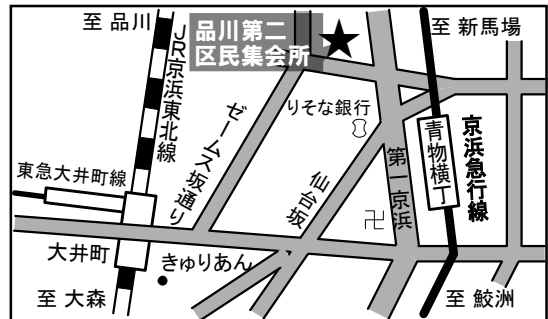 至 品川
品川第二
区民集会所
至 新馬場
JR京浜東北線
りそな銀行
ゼームス坂通り
仙台坂
第一京浜
青物横丁
京浜急行線
東急大井町線
大井町
きゅりあん
至 大森
至 鮫洲